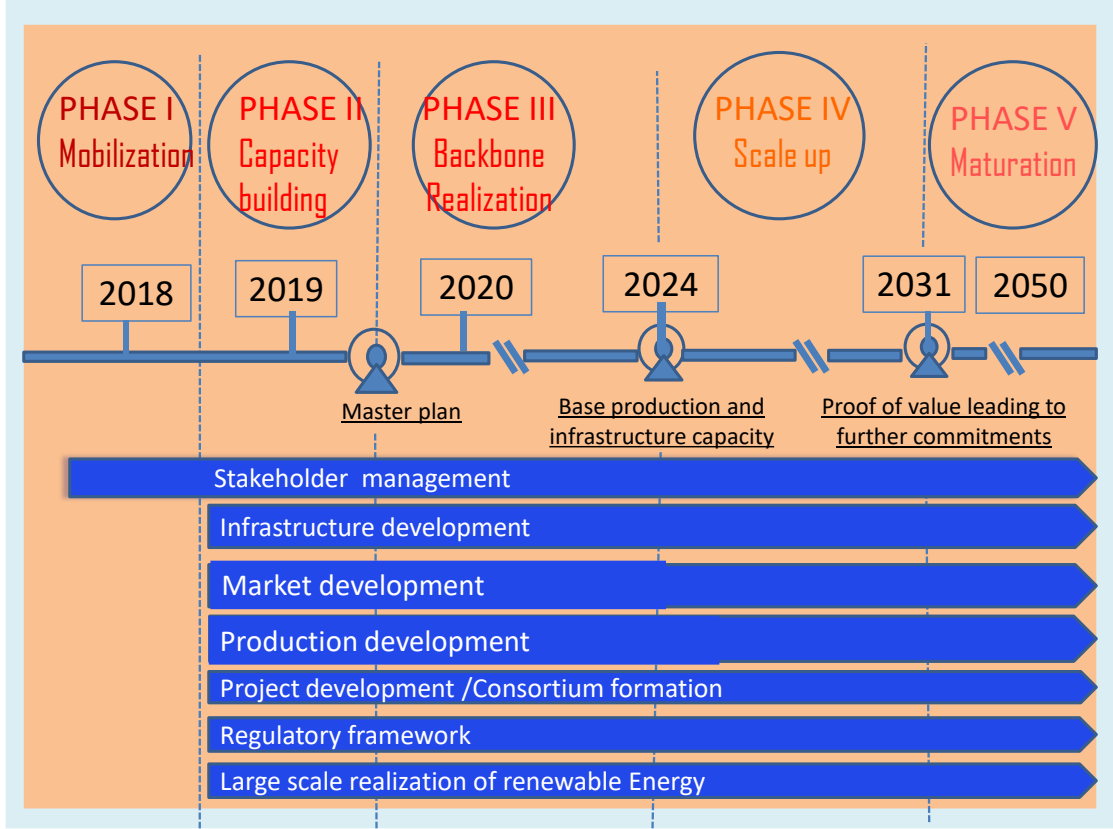 PHASE I
Mobilization
PHASE II
Capacity
building
PHASE III
Backbone
Realization
PHASE IV
Scale up
PHASE V
Maturation
2018
2019
2020
2024
2031
2050
Master plan
Base production and
infrastructure capacity
Proof of value leading to
further commitments
Stakeholder management
Infrastructure development
Market development
Production development
Project development /Consortium formation
Regulatory framework
Large scale realization of renewable Energy